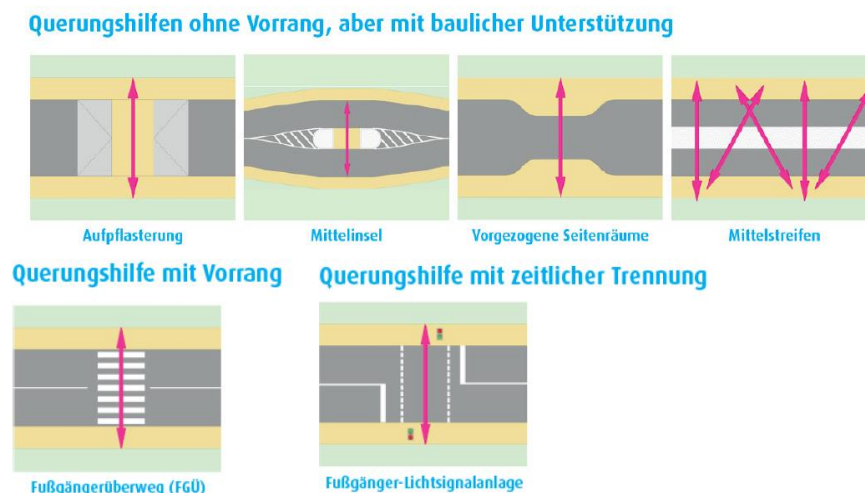 Querungshilfen ohne Vorrang, aber mit baulicher Unterstützung
Aufpflasterung
Mittelinsel
Vorgezogene Seitenräume
Mittelstreifen
Querungshilfe mit Vorrang
Querungshilfe mit zeitlicher Trennung
Fußgängerüberweg (FGÜ)
Fußgänger-Lichtsignalanlage